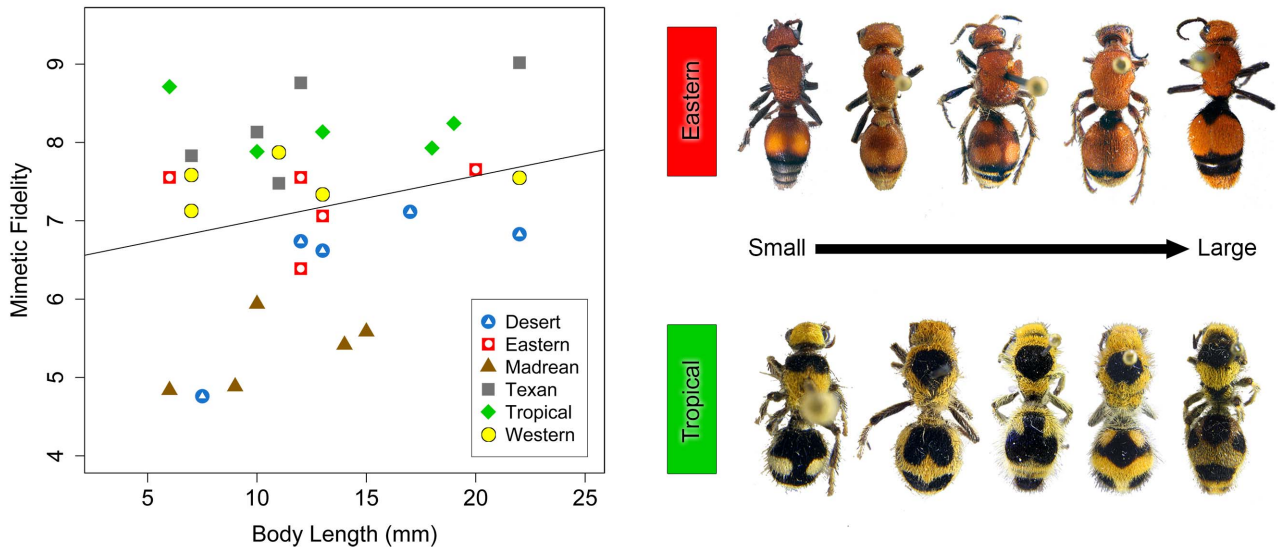 Mimetic Fidelity
9
8
7
6
5
4
5
10
15
20
25
Body Length (mm)
Desert
Eastern
Madrean
Texan
Tropical
Western
Eastern
Small
Large
Tropical